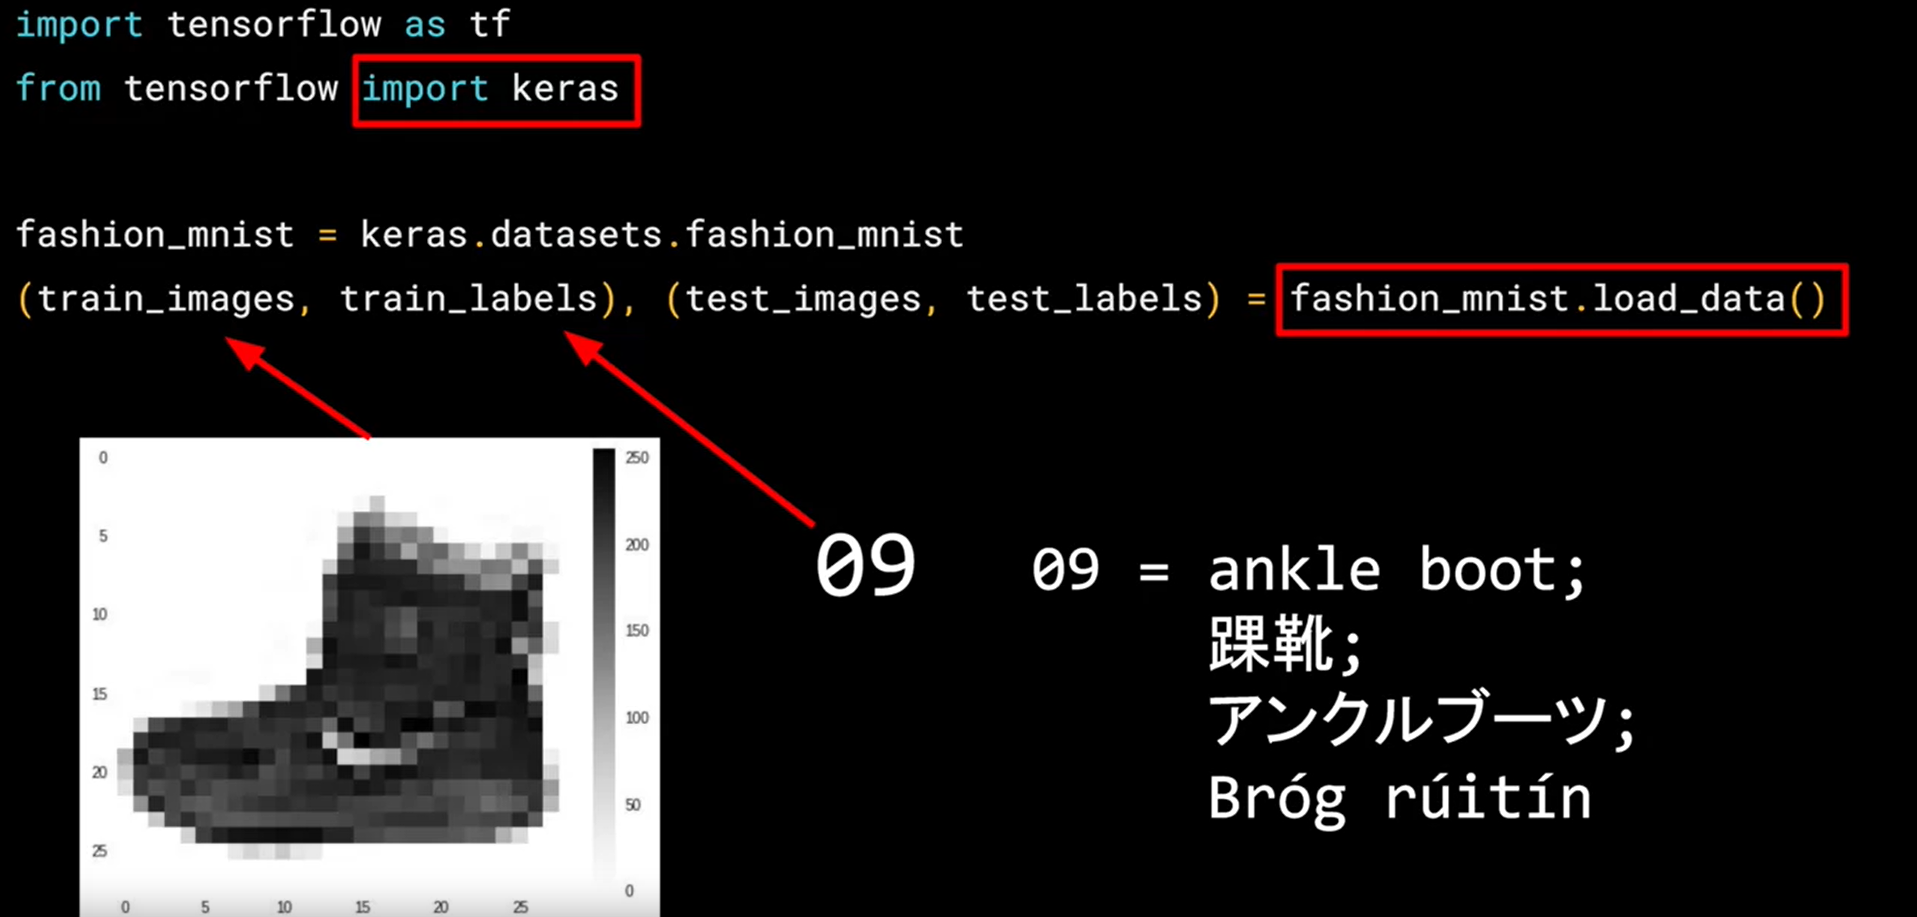 import tensorflow as tf
from tensorflow import keras
fashion_mnist = keras.datasets.fashion_mnist
(train_images, train_labels), (test_images, test_labels) = fashion_mnist.load_data()
0
5
10
15
20
25
0 5 10 15 20 25
250
200
150
100
50
0
09
09 = ankle boot;
踝靴;
アンクルブーツ;
Bróg rúitín